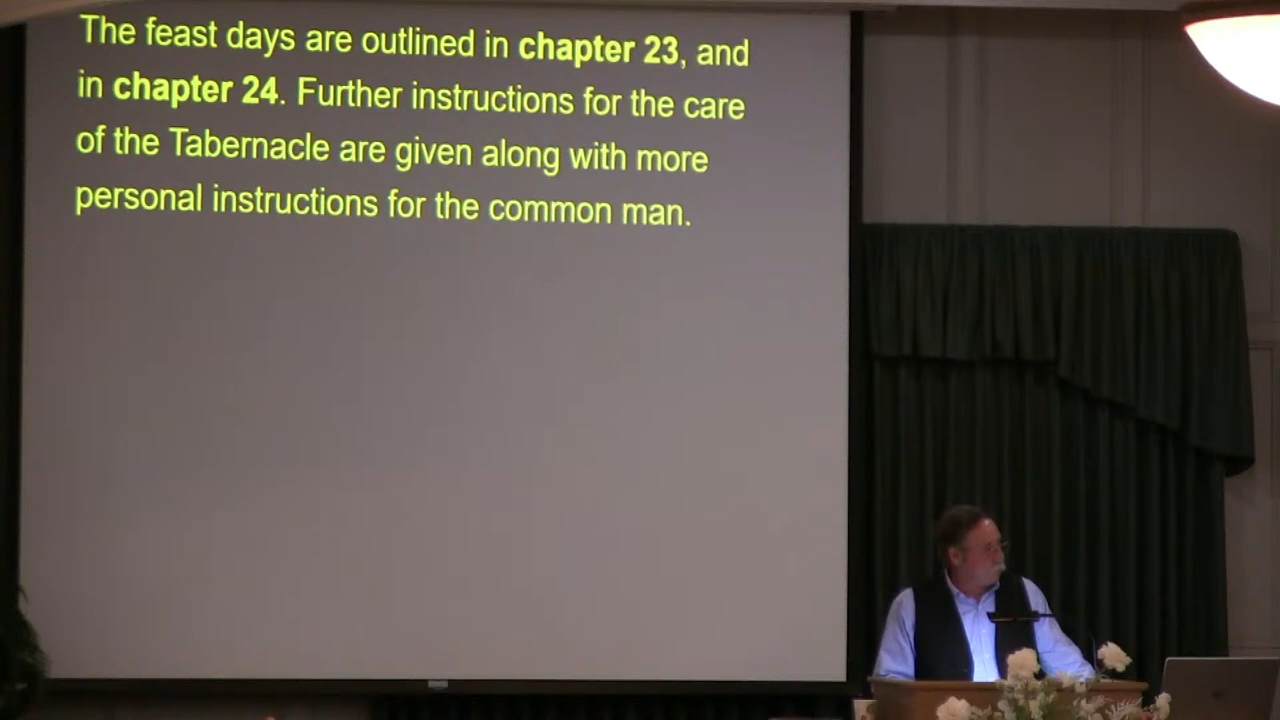 The feast days are outlined in chapter 23, and
in chapter 24. Further instructions for the care
of the Tabernacle are given along with more
personal instructions for the common man.